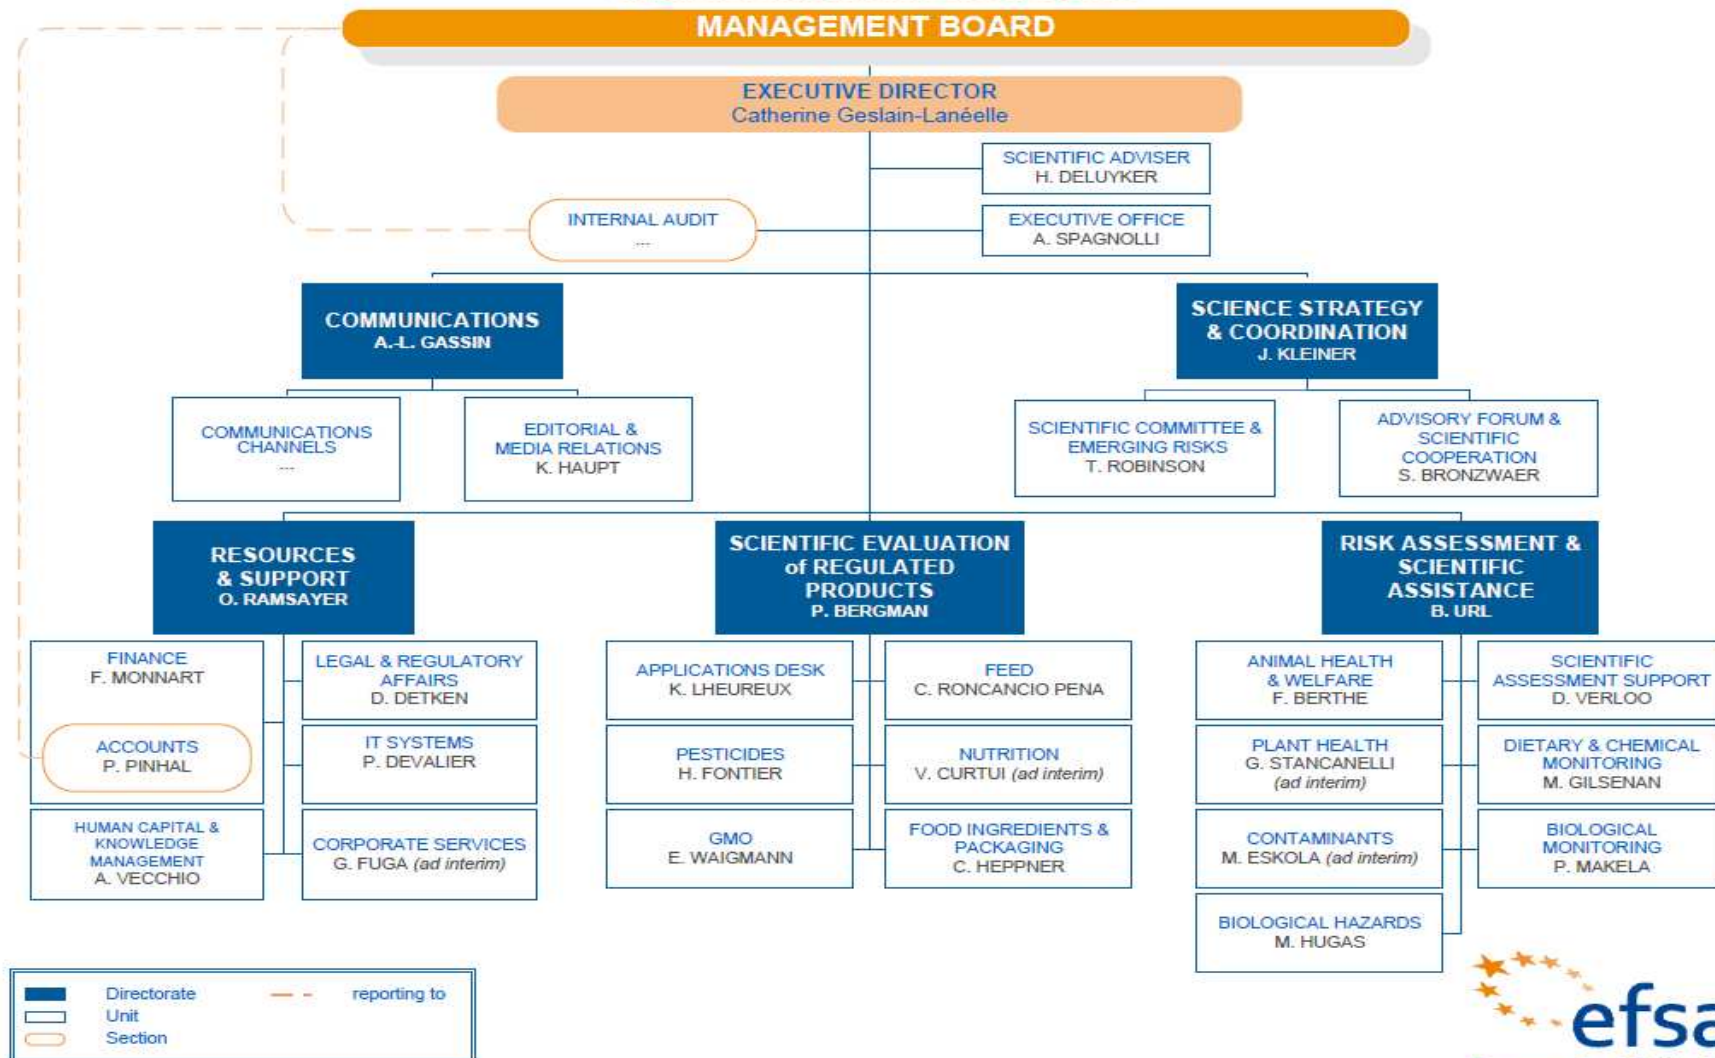 MANAGEMENT BOARD
EXECUTIVE DIRECTOR
Catherine Geslain-Lanéelle
SCIENTIFIC ADVISER
H. DELUYKER
INTERNAL AUDIT
...
EXECUTIVE OFFICE
A. SPAGNOLLI
COMMUNICATIONS
A.-L. GASSIN
SCIENCE STRATEGY
& COORDINATION
J. KLEINER
COMMUNICATIONS
CHANNELS
...
EDITORIAL &
MEDIA RELATIONS
K. HAUPT
SCIENTIFIC COMMITTEE &
EMERGING RISKS
T. ROBINSON
ADVISORY FORUM &
SCIENTIFIC
COOPERATION
S. BRONZWAER
RESOURCES
& SUPPORT
O. RAMSAYER
SCIENTIFIC EVALUATION
of REGULATED
PRODUCTS
P. BERGMAN
RISK ASSESSMENT &
SCIENTIFIC
ASSISTANCE
B. URL
FINANCE
F. MONNART
ACCOUNTS
P. PINHAL
LEGAL & REGULATORY
AFFAIRS
D. DETKEN
IT SYSTEMS
P. DEVALIER
HUMAN CAPITAL &
KNOWLEDGE
MANAGEMENT
A. VECCHIO
CORPORATE SERVICES
G. FUGA (ad interim)
APPLICATIONS DESK
K. LHEUREUX
FEED
C. RONCANCIO PENA
PESTICIDES
H. FONTIER
NUTRITION
V. CURTUI (ad interim)
GMO
E. WAIGMANN
FOOD INGREDIENTS &
PACKAGING
C. HEPPNER
ANIMAL HEALTH
& WELFARE
F. BERTHE
SCIENTIFIC
ASSESSMENT SUPPORT
D. VERLOO
PLANT HEALTH
G. STANCANELLI
(ad interim)
DIETARY & CHEMICAL
MONITORING
M. GILSENAN
CONTAMINANTS
M. ESKOLA (ad interim)
BIOLOGICAL
MONITORING
P. MAKELA
BIOLOGICAL HAZARDS
M. HUGAS
Directorate
reporting to
Unit
Section
efsa